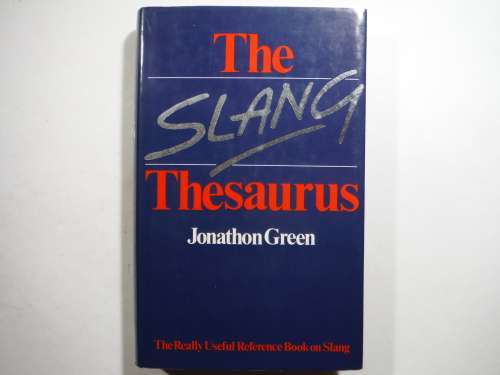 The
SLANG
Thesaurus
Jonathon Green
The Really Useful Reference Book on Slang